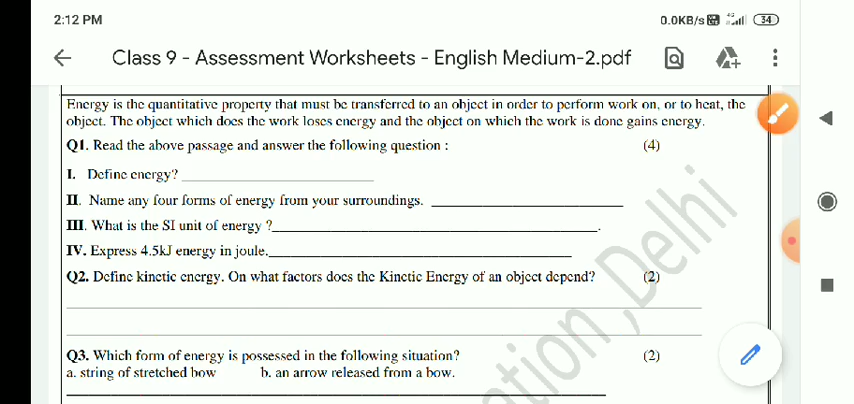 2:12 PM
0.0KB/s 4G 34
Class 9 - Assessment Worksheets - English Medium-2.pdf
Energy is the quantitative property that must be transferred to an object in order to perform work on, or to heat, the
object. The object which does the work loses energy and the object on which the work is done gains energy.
Q1. Read the above passage and answer the following question : (4)
I. Define energy?
II. Name any four forms of energy from your surroundings.
III. What is the SI unit of energy ?
IV. Express 4.5kJ energy in joule.
Q2. Define kinetic energy. On what factors does the Kinetic Energy of an object depend? (2)
Q3. Which form of energy is possessed in the following situation? (2)
a. string of stretched bow b. an arrow released from a bow.
tion ,Delhi